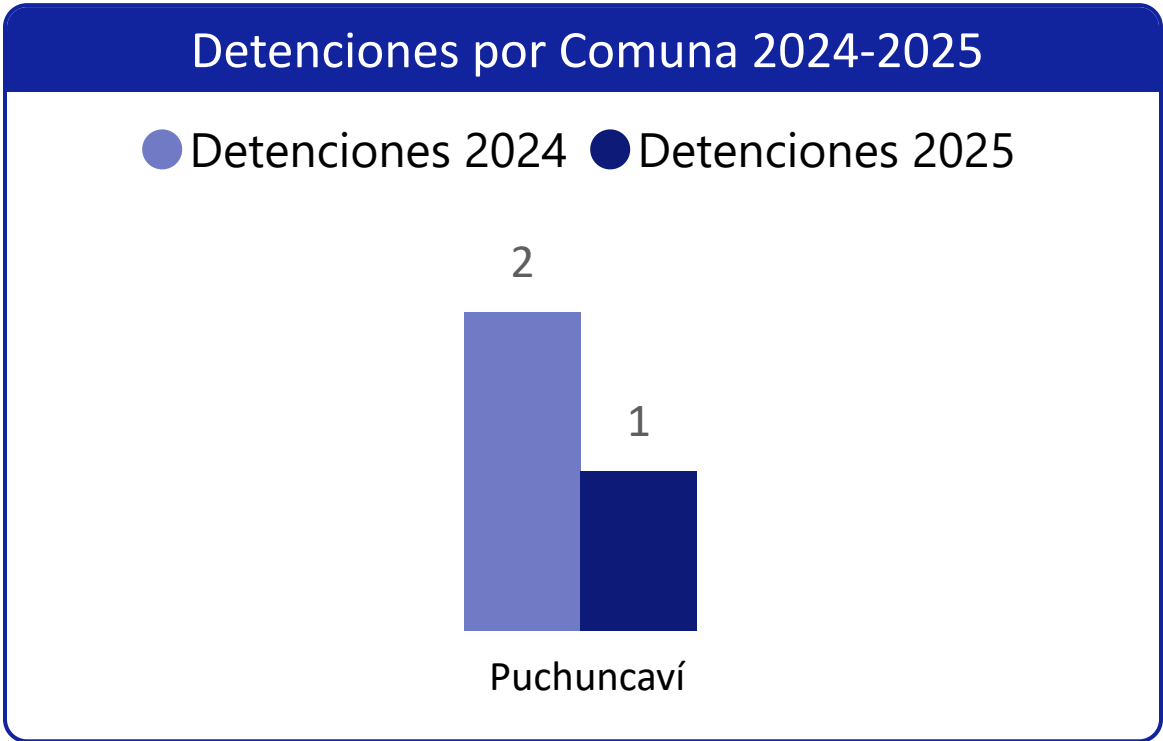 Detenciones por Comuna 2024-2025
Detenciones 2024 Detenciones 2025
2
1
Puchuncaví